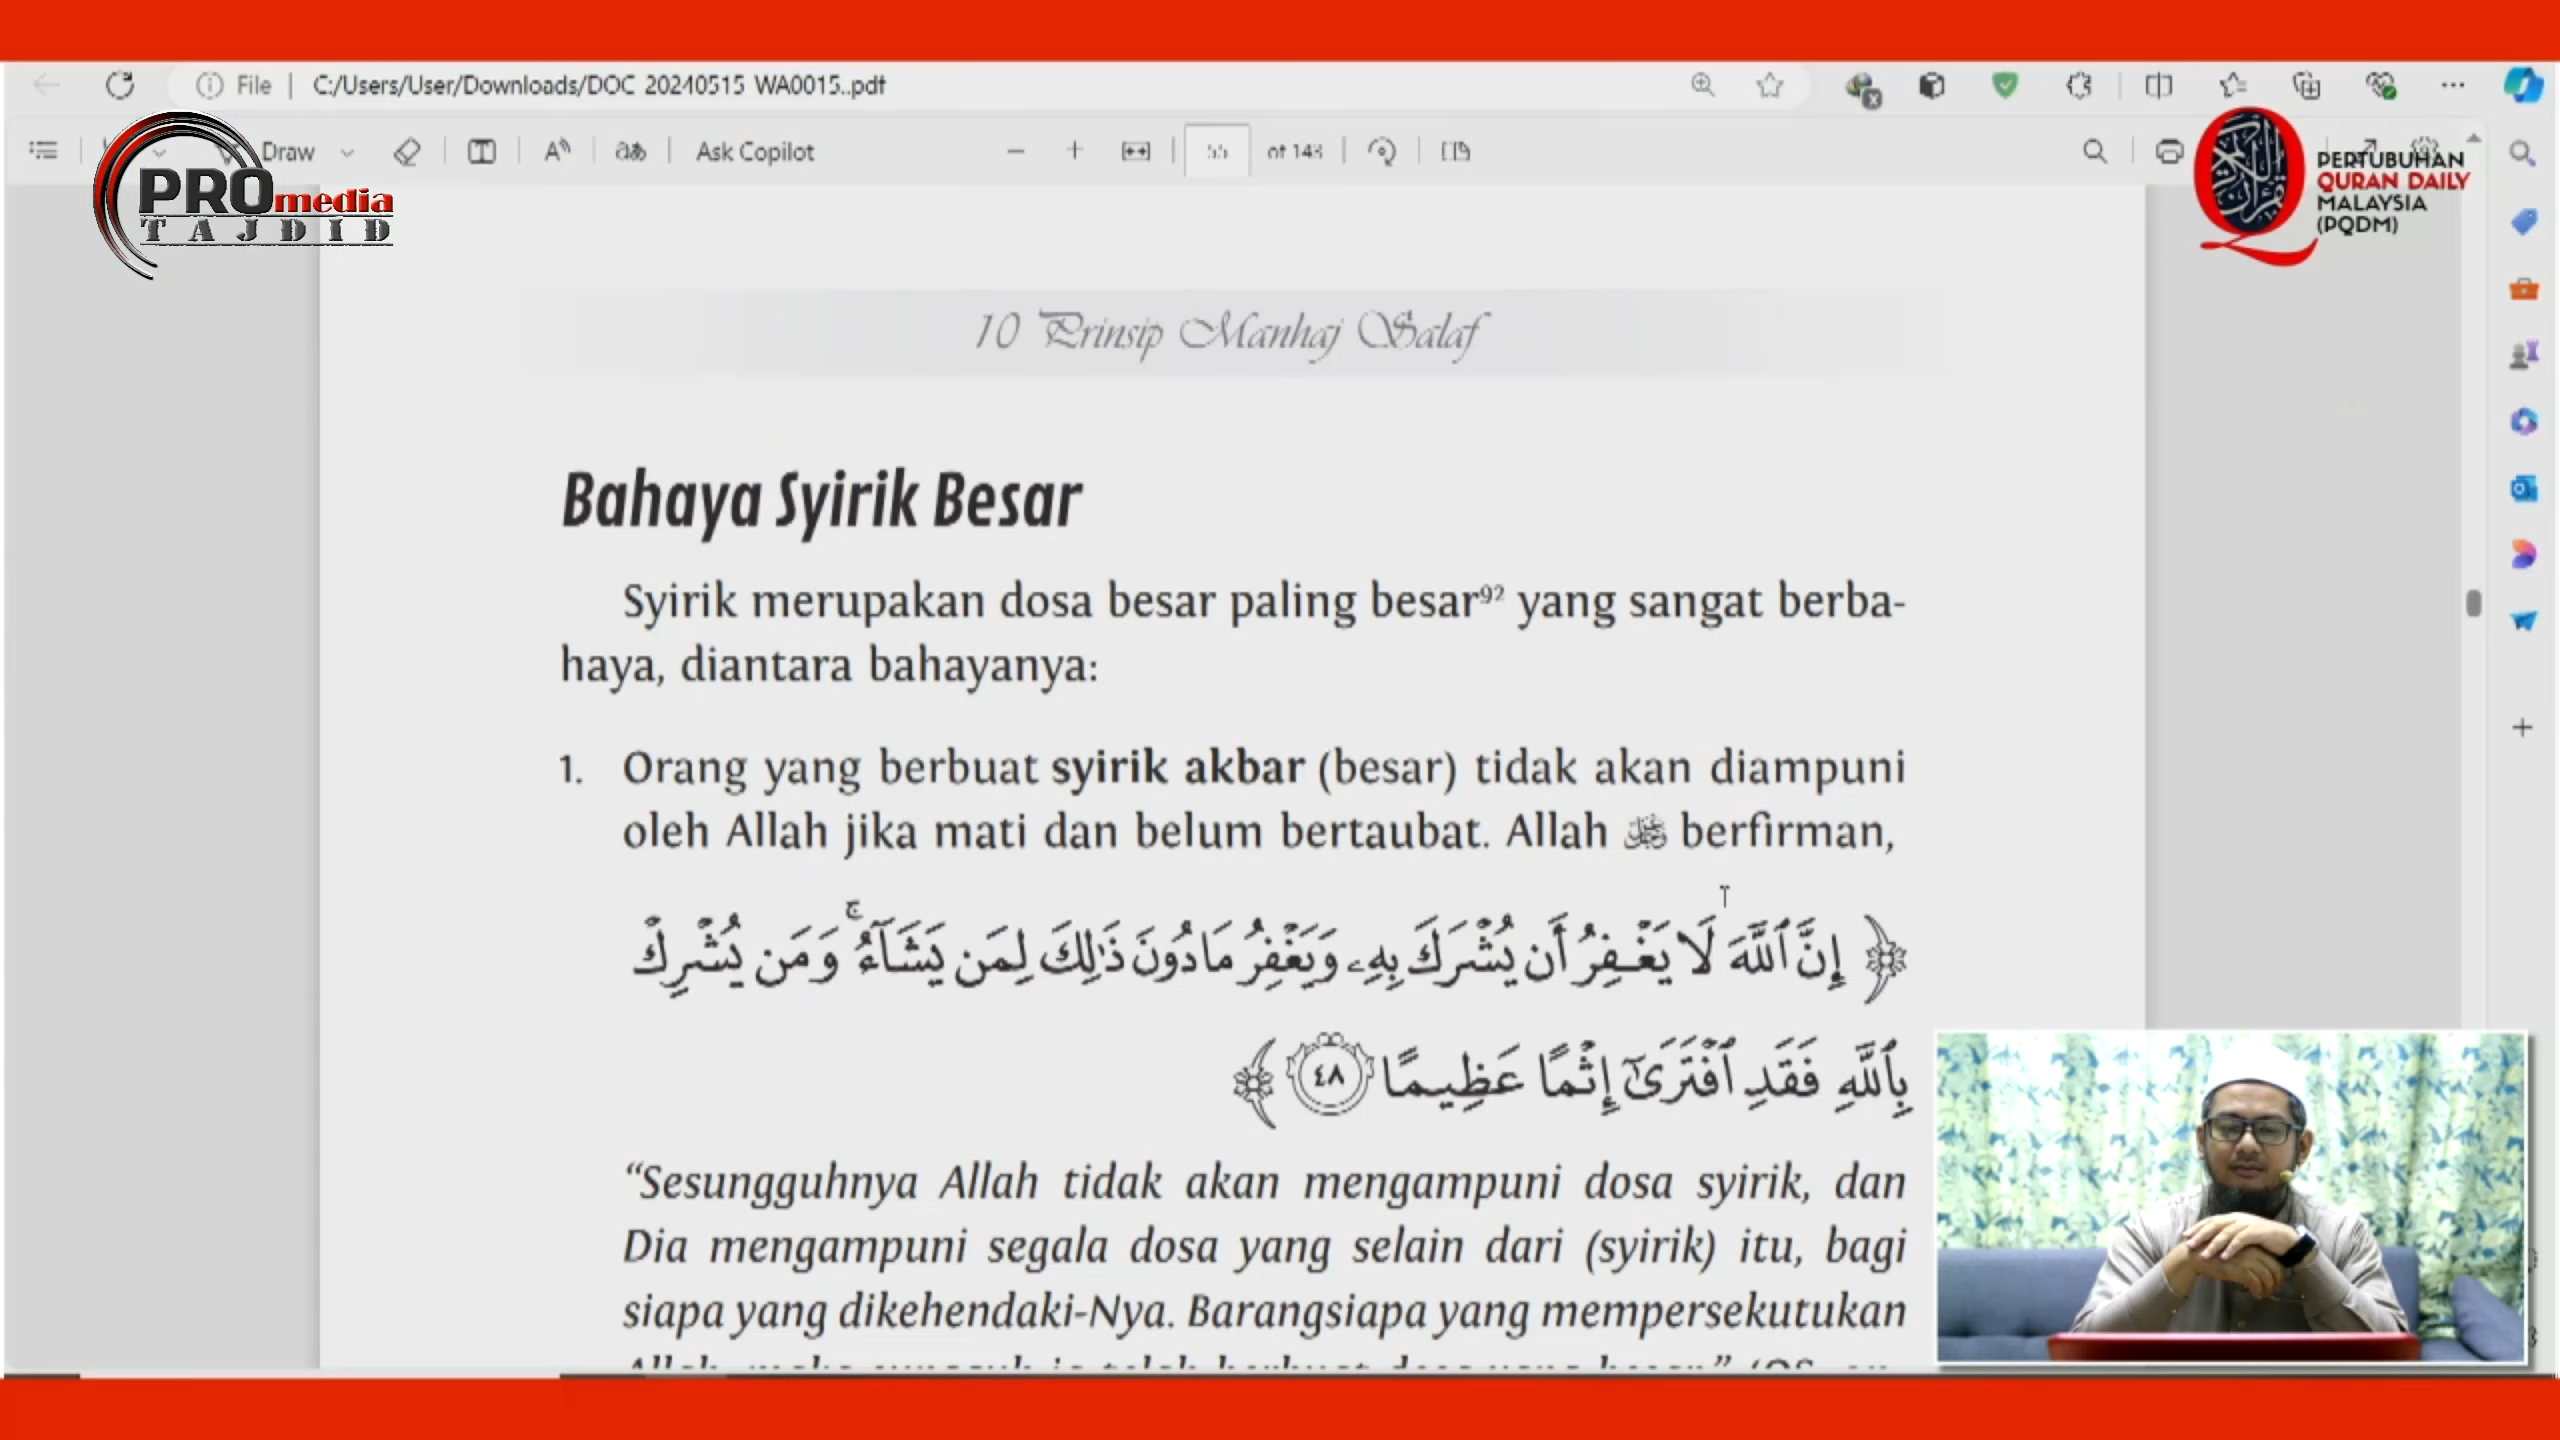 File | C:/Users/User/Downloads/DOC 20240515 WA0015..pdf
Draw
Ask Copilot
55 of 143
PROmedia
TAJDID
PERTUBUHAN
QURAN DAILY
MALAYSIA
(PQDM)
10 Prinsip Manhaj Salaf
Bahaya Syirik Besar
Syirik merupakan dosa besar paling besar⁹² yang sangat berba-
haya, diantara bahayanya:
1. Orang yang berbuat syirik akbar (besar) tidak akan diampuni
oleh Allah jika mati dan belum bertaubat. Allah ﷻ berfirman,
﴿ إِنَّ ٱللَّهَ لَا يَغْفِرُ أَن يُشْرَكَ بِهِۦ وَيَغْفِرُ مَا دُونَ ذَٰلِكَ لِمَن يَشَآءُ ۚ وَمَن يُشْرِكْ
بِٱللَّهِ فَقَدِ ٱفْتَرَىٰٓ إِثْمًا عَظِيمًا ٤٨ ﴾
“Sesungguhnya Allah tidak akan mengampuni dosa syirik, dan
Dia mengampuni segala dosa yang selain dari (syirik) itu, bagi
siapa yang dikehendaki-Nya. Barangsiapa yang mempersekutukan